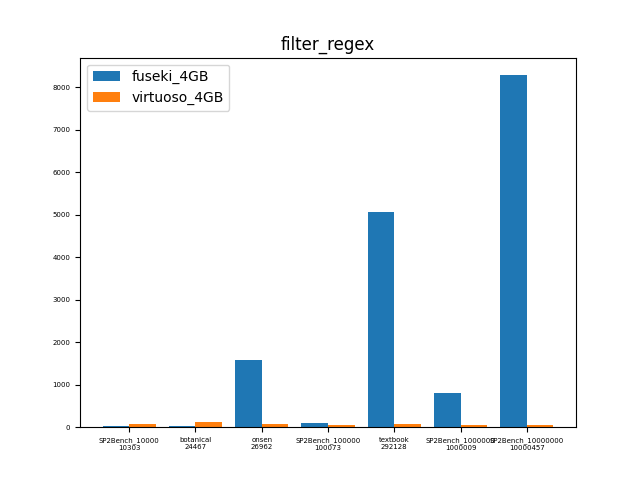 filter_regex
fuseki_4GB
virtuoso_4GB
8000
7000
6000
5000
4000
3000
2000
1000
0
SP2Bench_10000
10303
botanical
24467
onsen
26962
SP2Bench_100000
100073
textbook
292128
SP2Bench_1000000
1000009
SP2Bench_10000000
10000457